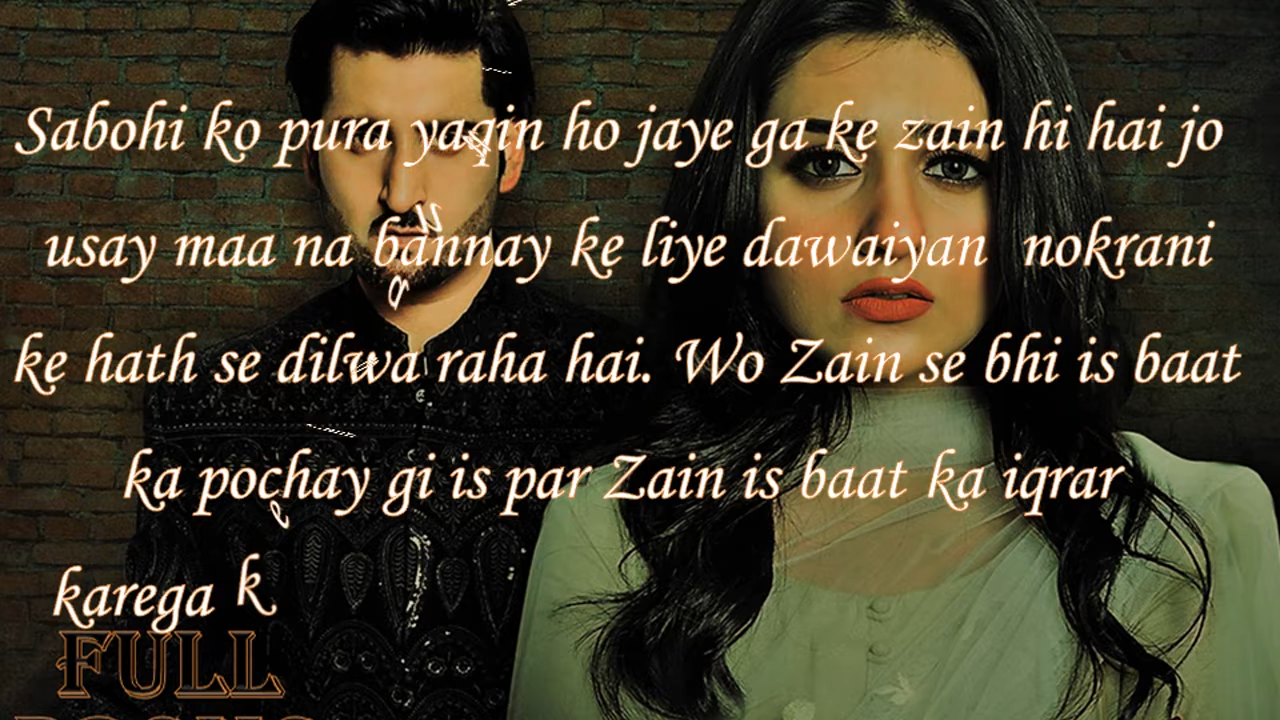 Sabohi ko pura yaqin ho jaye ga ke zain hi hai jo
usay maa na bannay ke liye dawaiyan nokrani
ke hath se dilwa raha hai. Wo Zain se bhi is baat
ka pochay gi is par Zain is baat ka iqrar
karega k
FULL